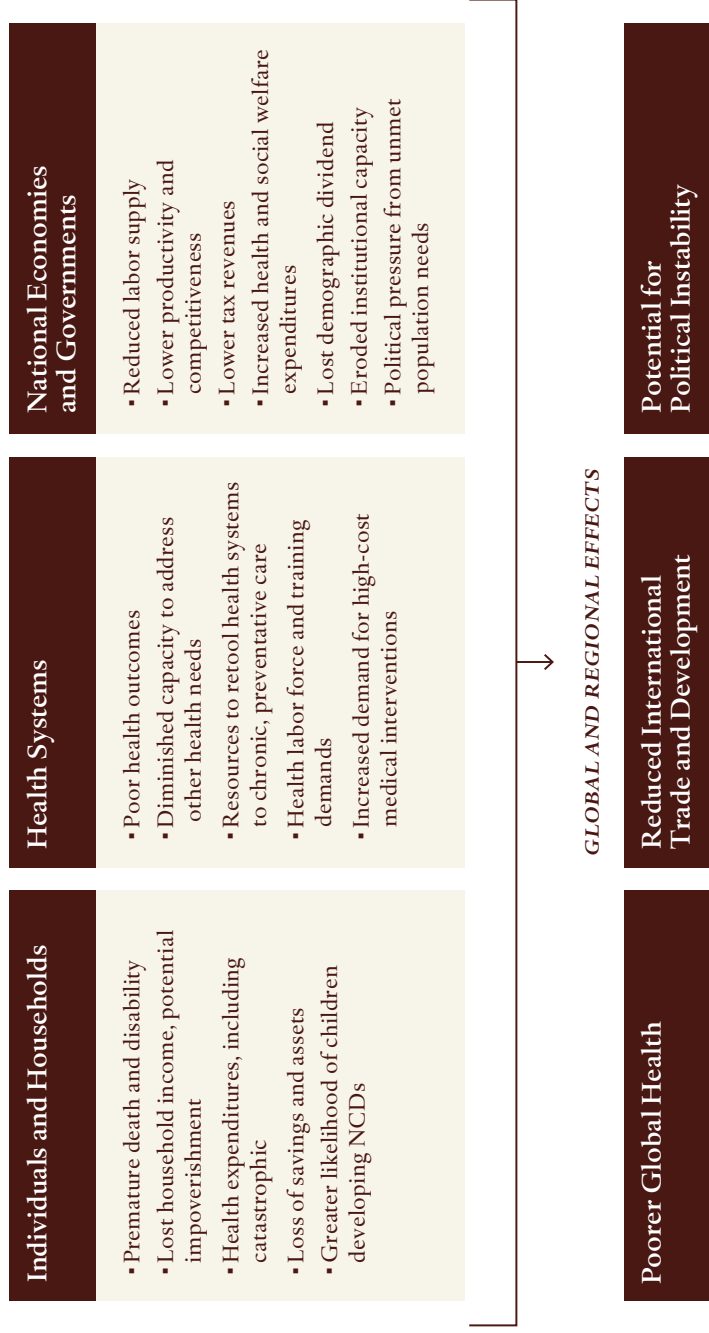 Individuals and Households
▪ Premature death and disability
▪ Lost household income, potential
impoverishment
▪ Health expenditures, including
catastrophic
▪ Loss of savings and assets
▪ Greater likelihood of children
developing NCDs
Health Systems
▪ Poor health outcomes
▪ Diminished capacity to address
other health needs
▪ Resources to retool health systems
to chronic, preventative care
▪ Health labor force and training
demands
▪ Increased demand for high-cost
medical interventions
National Economies
and Governments
▪ Reduced labor supply
▪ Lower productivity and
competitiveness
▪ Lower tax revenues
▪ Increased health and social welfare
expenditures
▪ Lost demographic dividend
▪ Eroded institutional capacity
▪ Political pressure from unmet
population needs
GLOBAL AND REGIONAL EFFECTS
Poorer Global Health
Reduced International
Trade and Development
Potential for
Political Instability